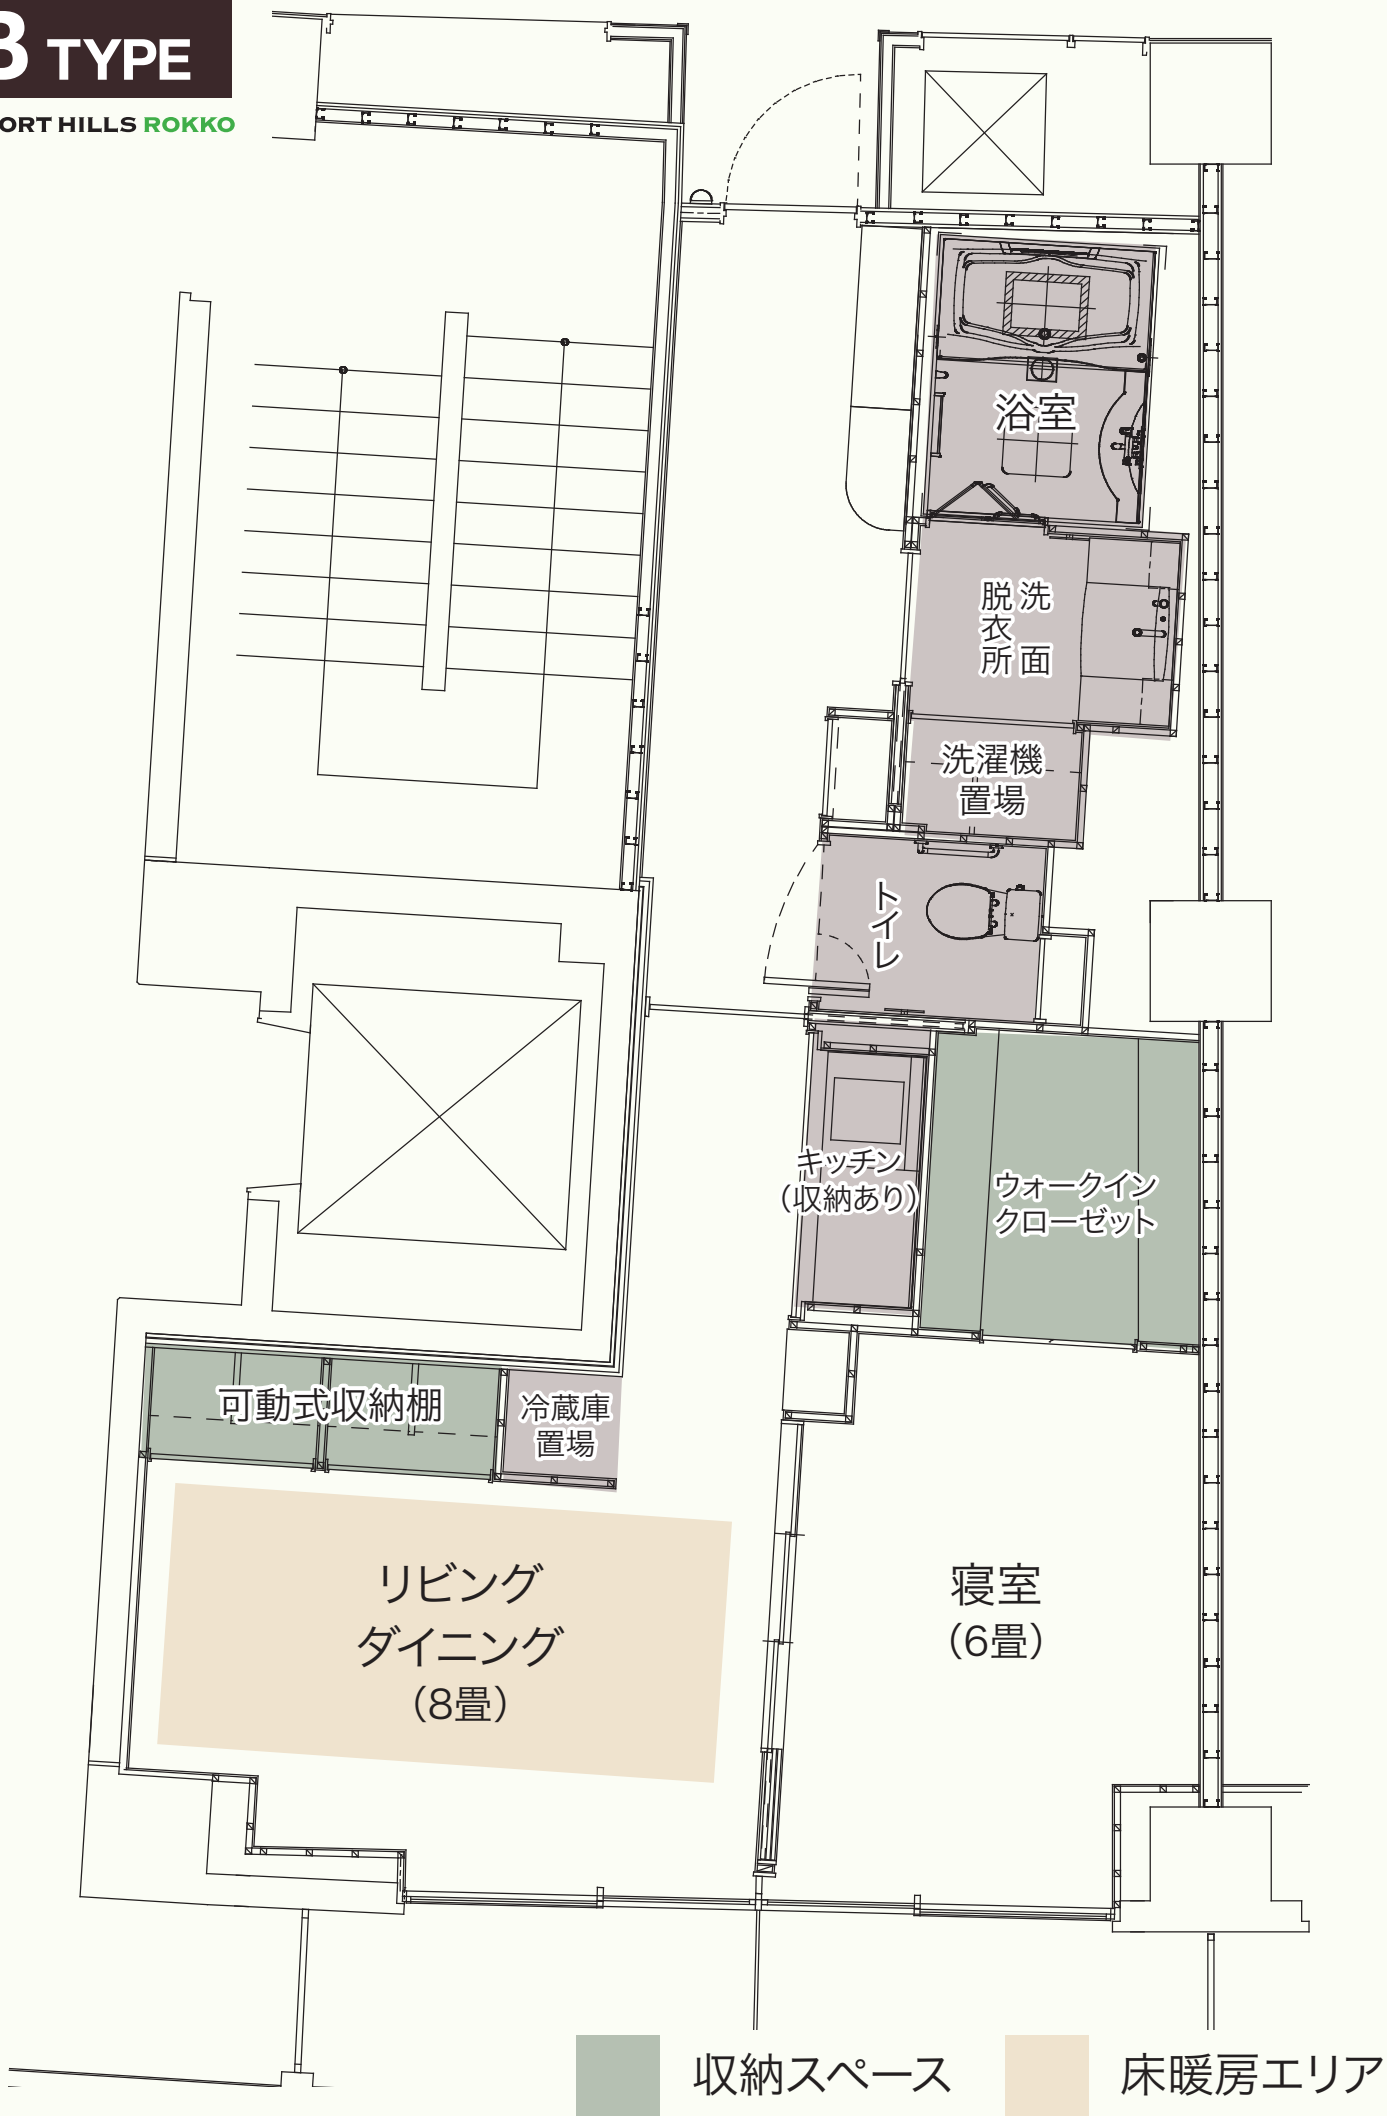 B TYPE
ORT HILLS ROKKO
浴室
洗面
脱衣所
洗濯機
置場
トイレ
キッチン
（収納あり）
ウォークイン
クローゼット
可動式収納棚
冷蔵庫
置場
リビング
ダイニング
（8畳）
寝室
（6畳）
収納スペース
床暖房エリア